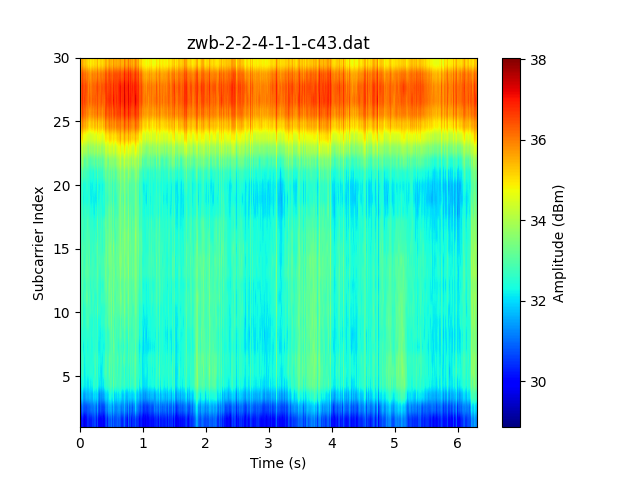 zwb-2-2-4-1-1-c43.dat
30
25
20
15
10
5
Subcarrier Index
0 1 2 3 4 5 6
Time (s)
38
36
34
32
30
Amplitude (dBm)